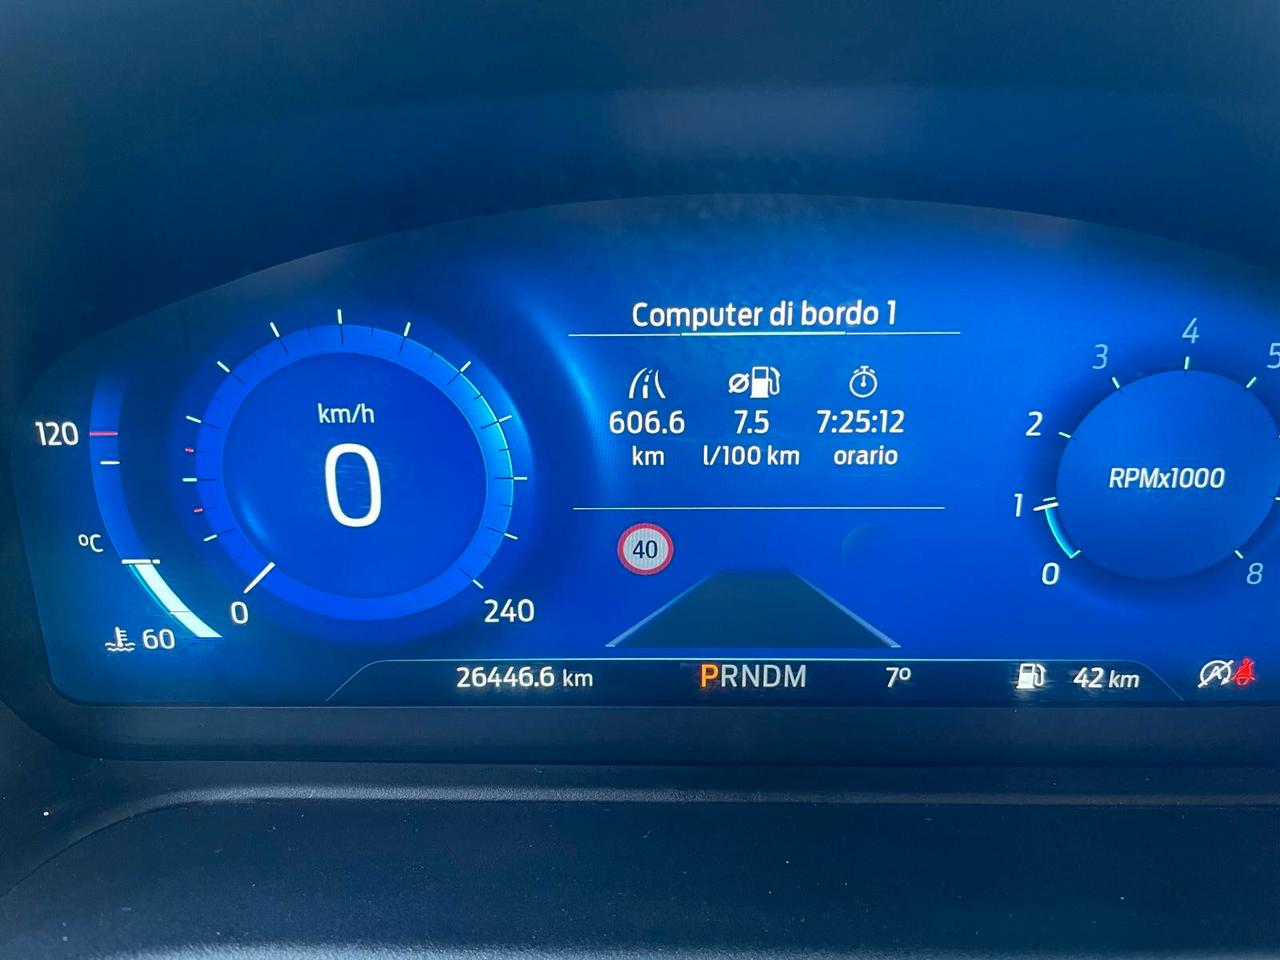 Computer di bordo 1
606.6 7.5 7:25:12
km l/100 km orario
120
°C
60
km/h
0
0
240
40
0 1 2 3 4 5
8
RPMx1000
26446.6 km PRNDM 7° 42 km
A